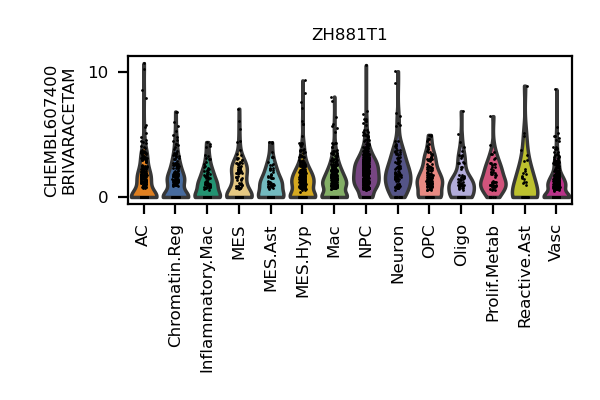 ZH881T1
CHEMBL607400
BRIVARACETAM
10
0
AC
Chromatin.Reg
Inflammatory.Mac
MES
MES.Ast
MES.Hyp
Mac
NPC
Neuron
OPC
Oligo
Prolif.Metab
Reactive.Ast
Vasc